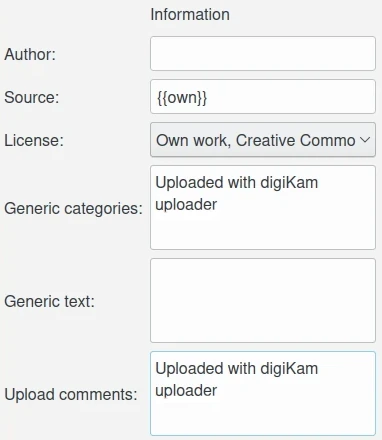 Information
Author:
Source: {{own}}
License: Own work, Creative Commo
Generic categories: Uploaded with digiKam
uploader
Generic text:
Upload comments: Uploaded with digiKam
uploader